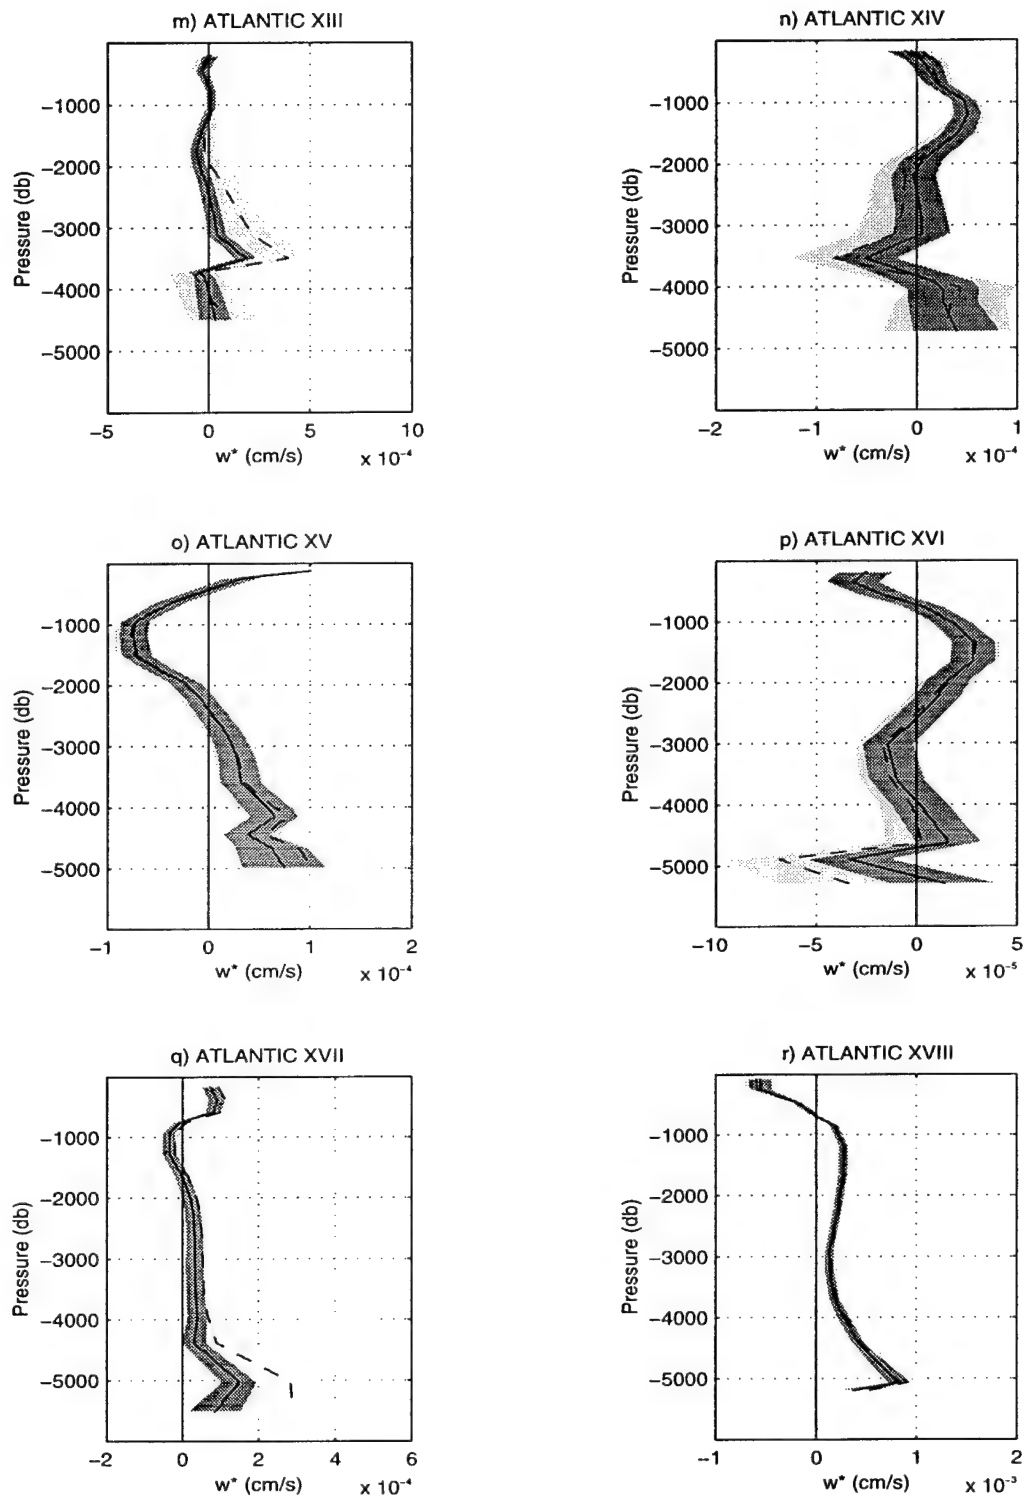 m) ATLANTIC XIII
Pressure (db)
−1000
−2000
−3000
−4000
−5000
−5 0 5 10
w* (cm/s) x 10⁻⁴
n) ATLANTIC XIV
Pressure (db)
−1000
−2000
−3000
−4000
−5000
−2 −1 0 1
w* (cm/s) x 10⁻⁴
o) ATLANTIC XV
Pressure (db)
−1000
−2000
−3000
−4000
−5000
−1 0 1 2
w* (cm/s) x 10⁻⁴
p) ATLANTIC XVI
Pressure (db)
−1000
−2000
−3000
−4000
−5000
−10 −5 0 5
w* (cm/s) x 10⁻⁵
q) ATLANTIC XVII
Pressure (db)
−1000
−2000
−3000
−4000
−5000
−2 0 2 4 6
w* (cm/s) x 10⁻⁴
r) ATLANTIC XVIII
Pressure (db)
−1000
−2000
−3000
−4000
−5000
−1 0 1 2
w* (cm/s) x 10⁻³